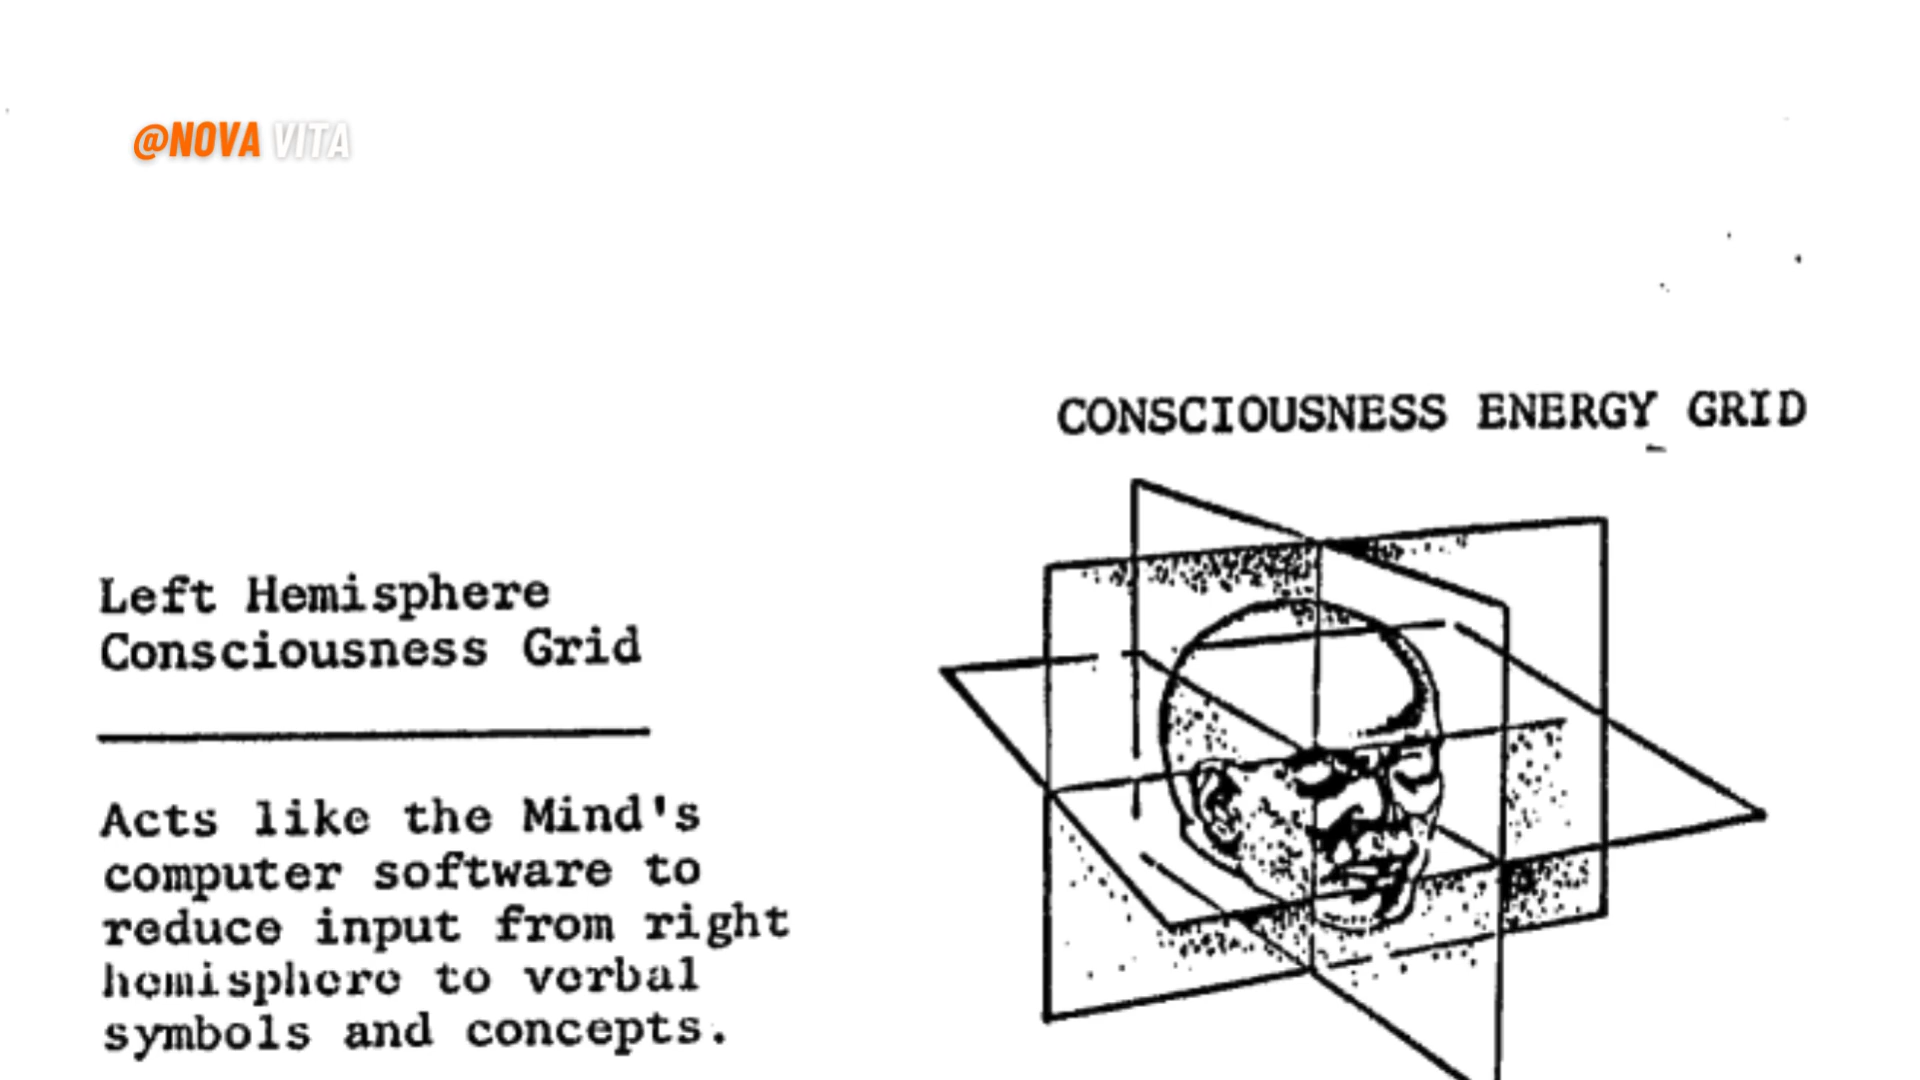 @NOVA VITA
CONSCIOUSNESS ENERGY GRID
Left Hemisphere
Consciousness Grid
Acts like the Mind's
computer software to
reduce input from right
hemisphere to verbal
symbols and concepts.